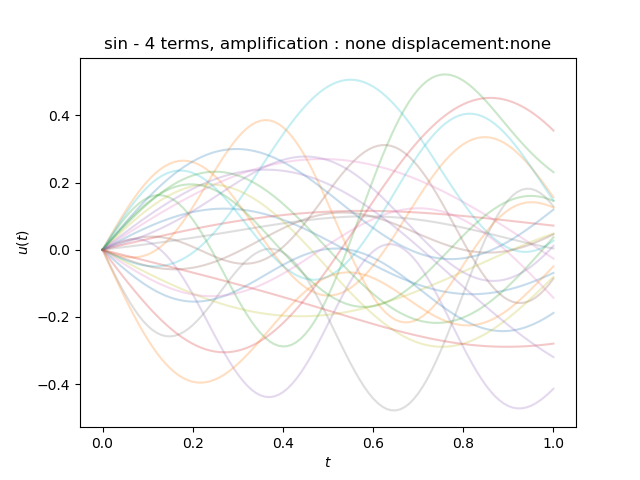 sin - 4 terms, amplification : none displacement:none
u(t)
0.4
0.2
0.0
−0.2
−0.4
0.0 0.2 0.4 0.6 0.8 1.0
t